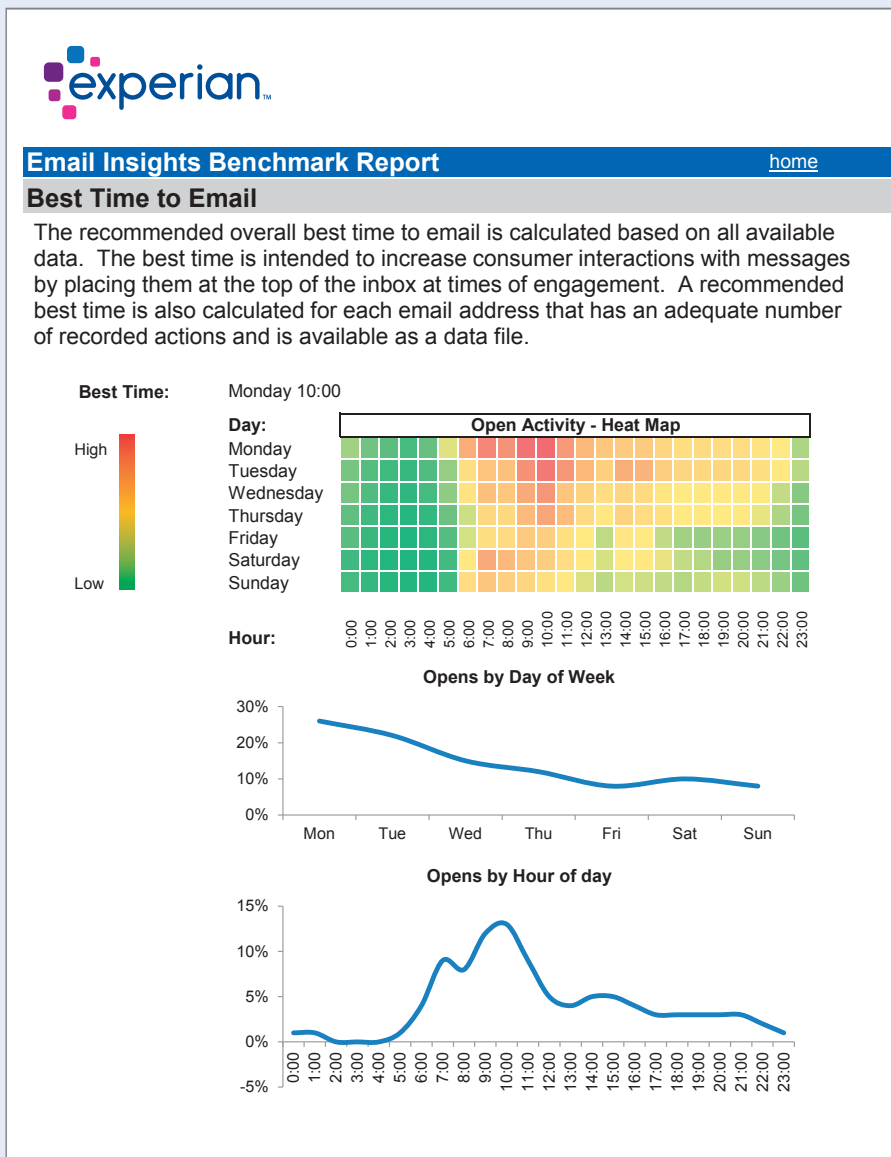 experian™
Email Insights Benchmark Report home
Best Time to Email
The recommended overall best time to email is calculated based on all available
data.  The best time is intended to increase consumer interactions with messages
by placing them at the top of the inbox at times of engagement.  A recommended
best time is also calculated for each email address that has an adequate number
of recorded actions and is available as a data file.
Best Time: Monday 10:00
Day: Open Activity - Heat Map
High
Low
Monday
Tuesday
Wednesday
Thursday
Friday
Saturday
Sunday
Hour: 0:00 1:00 2:00 3:00 4:00 5:00 6:00 7:00 8:00 9:00 10:00 11:00 12:00 13:00 14:00 15:00 16:00 17:00 18:00 19:00 20:00 21:00 22:00 23:00
Opens by Day of Week
30%
20%
10%
0%
Mon Tue Wed Thu Fri Sat Sun
Opens by Hour of day
15%
10%
5%
0%
-5%
0:00 1:00 2:00 3:00 4:00 5:00 6:00 7:00 8:00 9:00 10:00 11:00 12:00 13:00 14:00 15:00 16:00 17:00 18:00 19:00 20:00 21:00 22:00 23:00